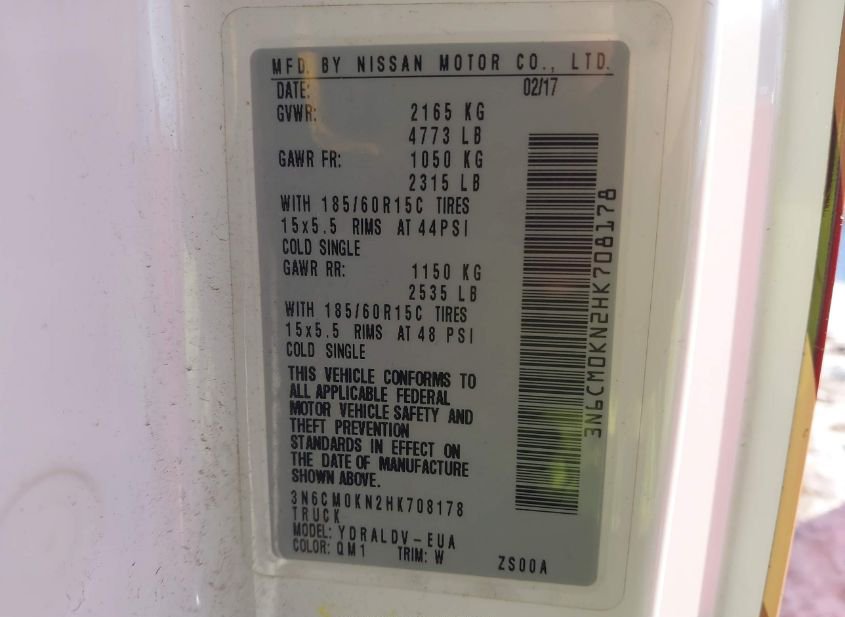 MFD. BY NISSAN MOTOR CO., LTD.
DATE: 02/17
GVWR: 2165 KG
4773 LB
GAWR FR: 1050 KG
2315 LB
WITH 185/60R15C TIRES
15x5.5 RIMS AT 44PSI
COLD SINGLE
GAWR RR: 1150 KG
2535 LB
WITH 185/60R15C TIRES
15x5.5 RIMS AT 48 PSI
COLD SINGLE
THIS VEHICLE CONFORMS TO
ALL APPLICABLE FEDERAL
MOTOR VEHICLE SAFETY AND
THEFT PREVENTION
STANDARDS IN EFFECT ON
THE DATE OF MANUFACTURE
SHOWN ABOVE.
3N6CM0KN2HK708178
TRUCK
MODEL: YDRALDV-EUA
COLOR: QM1 TRIM: W ZS00A
3N6CM0KN2HK708178